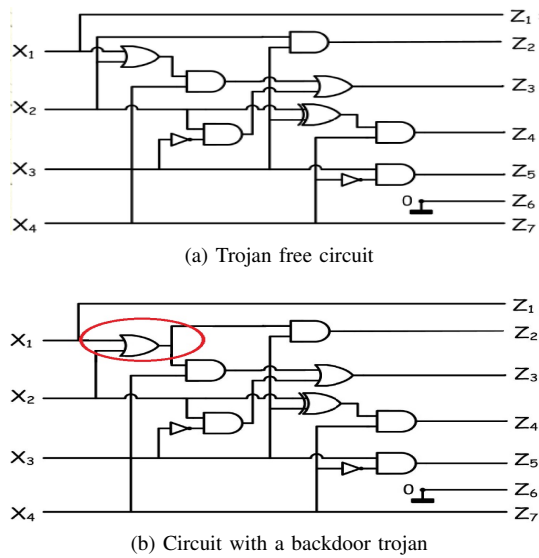 X1
X2
X3
X4
Z1
Z2
Z3
Z4
Z5
0
Z6
Z7
(a) Trojan free circuit
X1
X2
X3
X4
Z1
Z2
Z3
Z4
Z5
0
Z6
Z7
(b) Circuit with a backdoor trojan